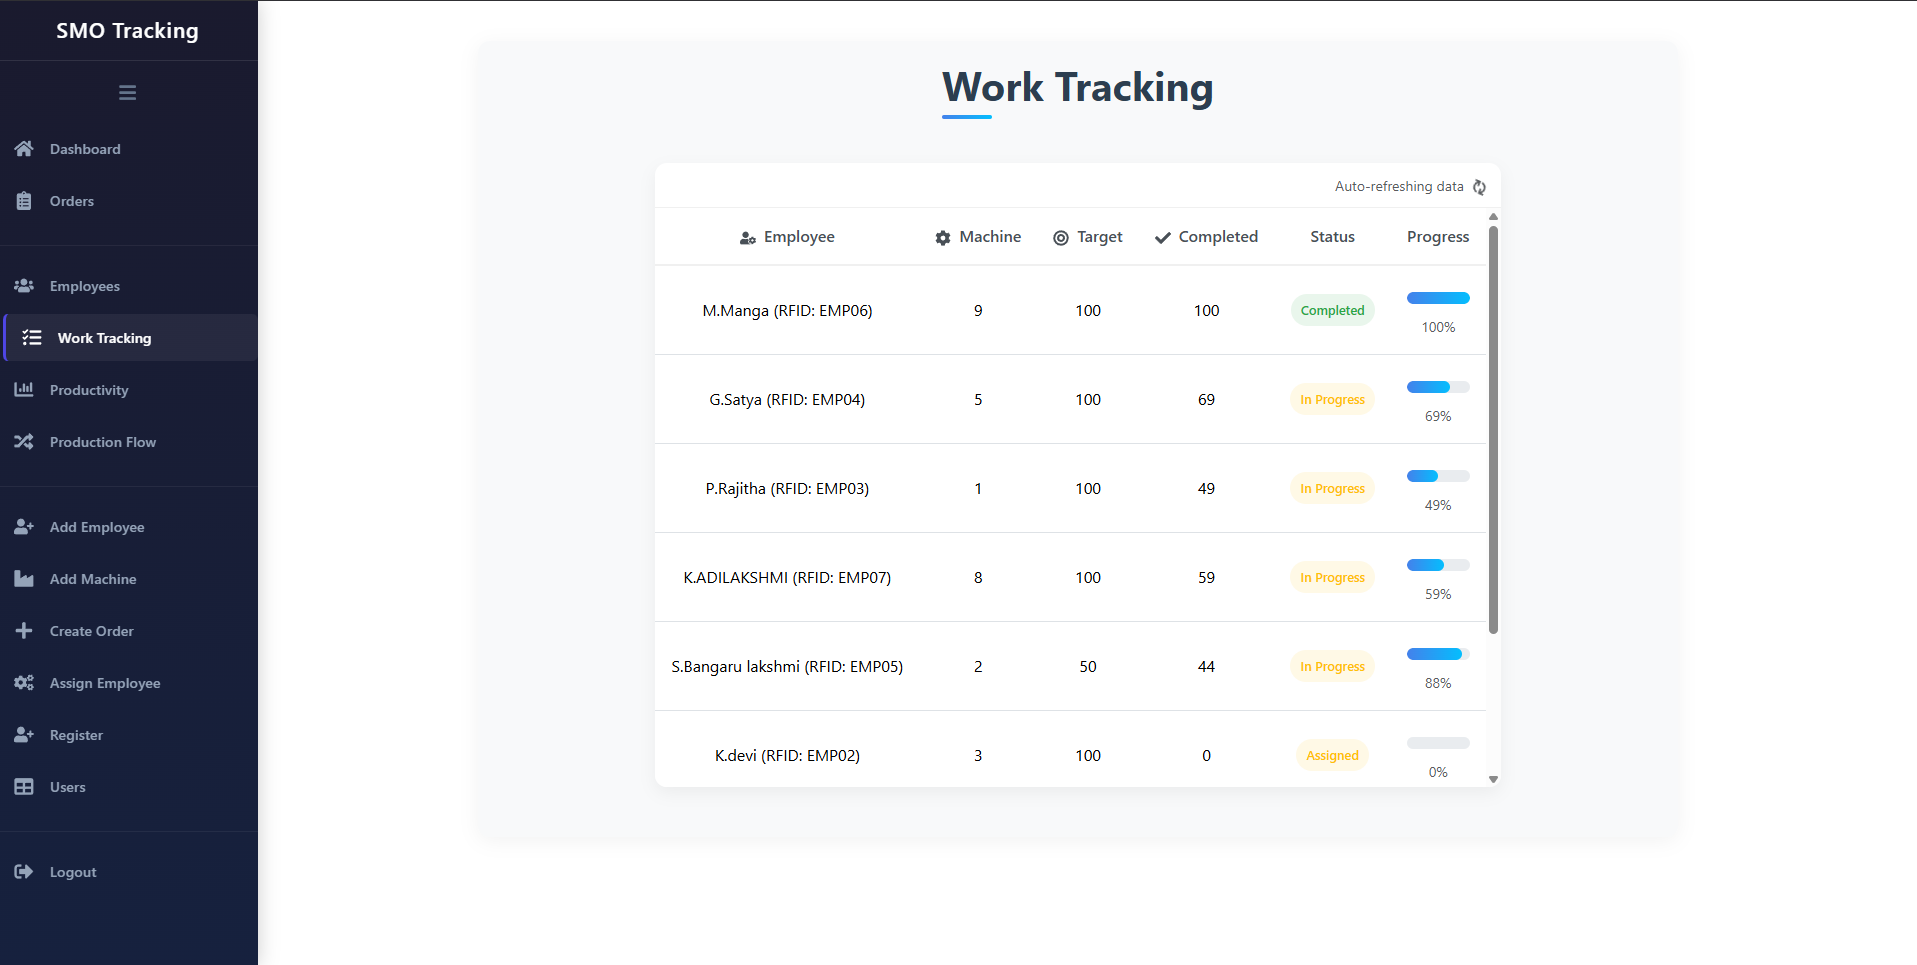 SMO Tracking
Dashboard
Orders
Employees
Work Tracking
Productivity
Production Flow
Add Employee
Add Machine
Create Order
Assign Employee
Register
Users
Logout
Work Tracking
Auto-refreshing data
Employee Machine Target Completed Status Progress
M.Manga (RFID: EMP06) 9 100 100 Completed 100%
G.Satya (RFID: EMP04) 5 100 69 In Progress 69%
P.Rajitha (RFID: EMP03) 1 100 49 In Progress 49%
K.ADILAKSHMI (RFID: EMP07) 8 100 59 In Progress 59%
S.Bangaru lakshmi (RFID: EMP05) 2 50 44 In Progress 88%
K.devi (RFID: EMP02) 3 100 0 Assigned 0%